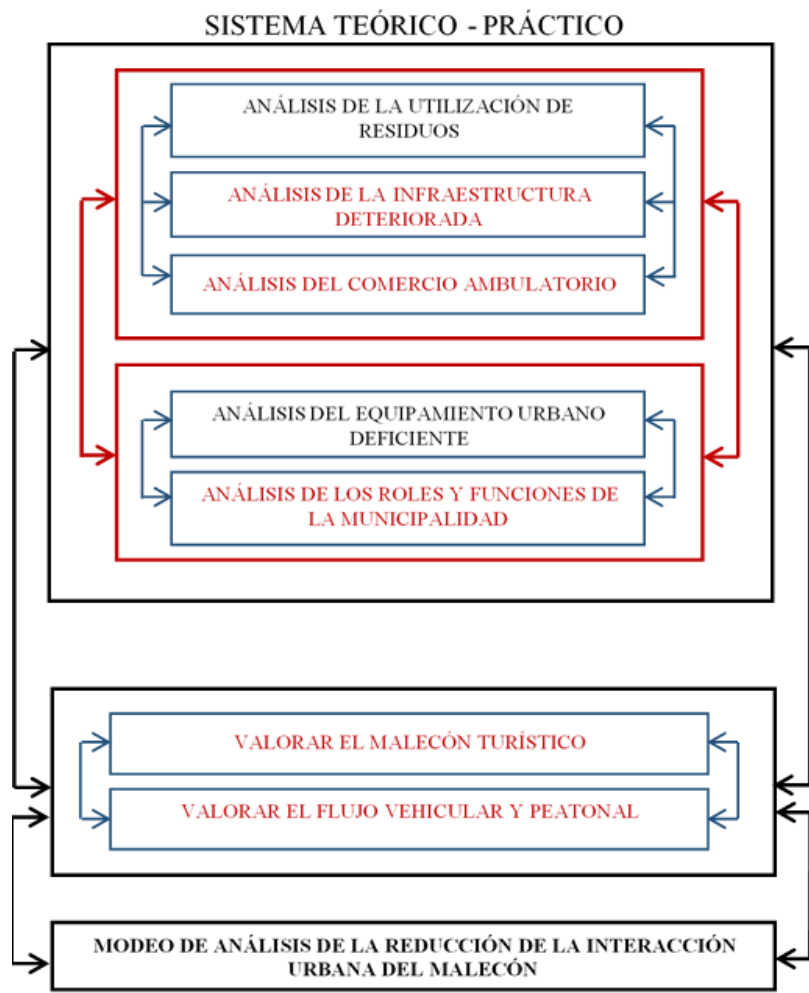 SISTEMA TEÓRICO - PRÁCTICO
ANÁLISIS DE LA UTILIZACIÓN DE
RESIDUOS
ANÁLISIS DE LA INFRAESTRUCTURA
DETERIORADA
ANÁLISIS DEL COMERCIO AMBULATORIO
ANÁLISIS DEL EQUIPAMIENTO URBANO
DEFICIENTE
ANÁLISIS DE LOS ROLES Y FUNCIONES DE
LA MUNICIPALIDAD
VALORAR EL MALECÓN TURÍSTICO
VALORAR EL FLUJO VEHICULAR Y PEATONAL
MODEO DE ANÁLISIS DE LA REDUCCIÓN DE LA INTERACCIÓN
URBANA DEL MALECÓN